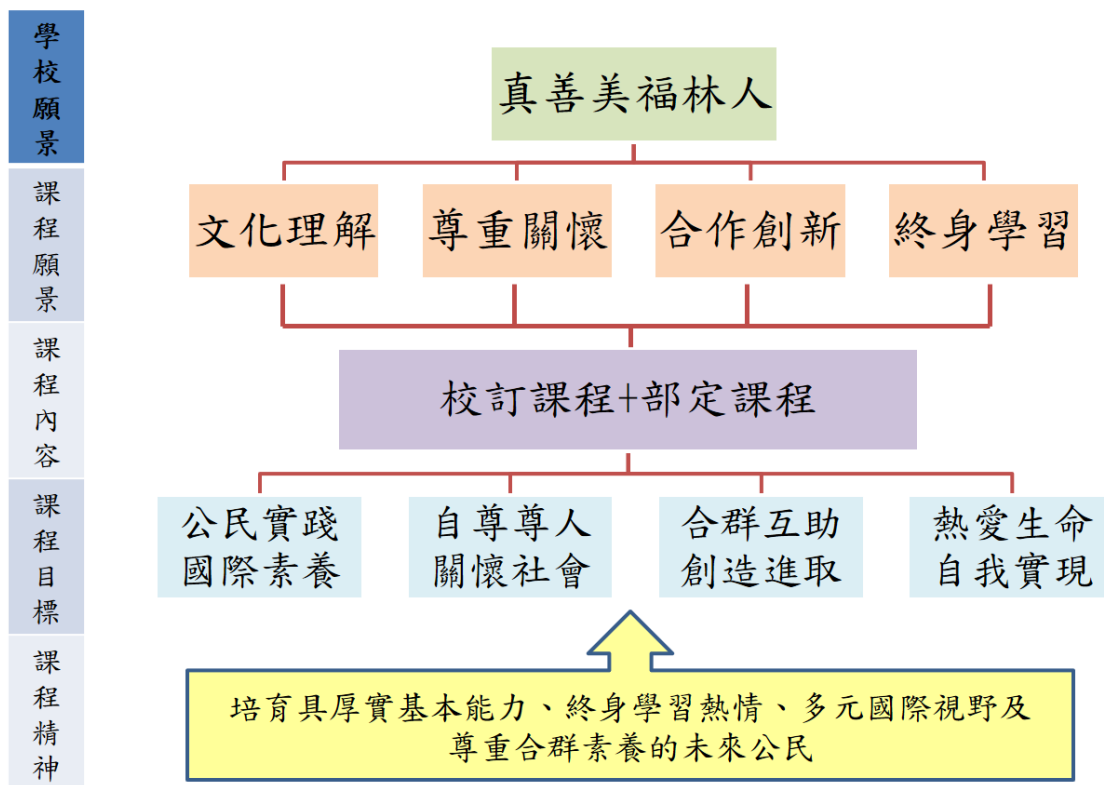 學校願景
真善美福林人
課程願景
文化理解
尊重關懷
合作創新
終身學習
課程內容
校訂課程+部定課程
課程目標
公民實踐
國際素養
自尊尊人
關懷社會
合群互助
創造進取
熱愛生命
自我實現
課程精神
培育具厚實基本能力、終身學習熱情、多元國際視野及
尊重合群素養的未來公民